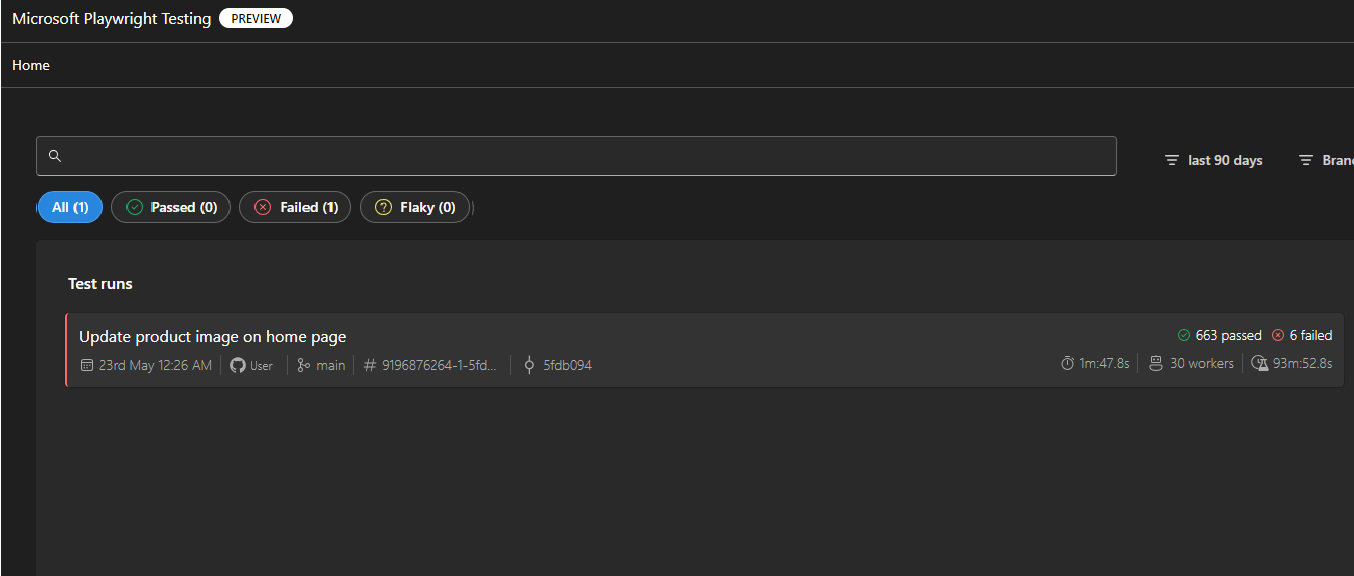 Microsoft Playwright Testing PREVIEW
Home
last 90 days
All (1) Passed (0) Failed (1) Flaky (0)
Test runs
Update product image on home page 663 passed 6 failed
23rd May 12:26 AM User main # 9196876264-1-5fd... 5fdb094 1m:47.8s 30 workers 93m:52.8s